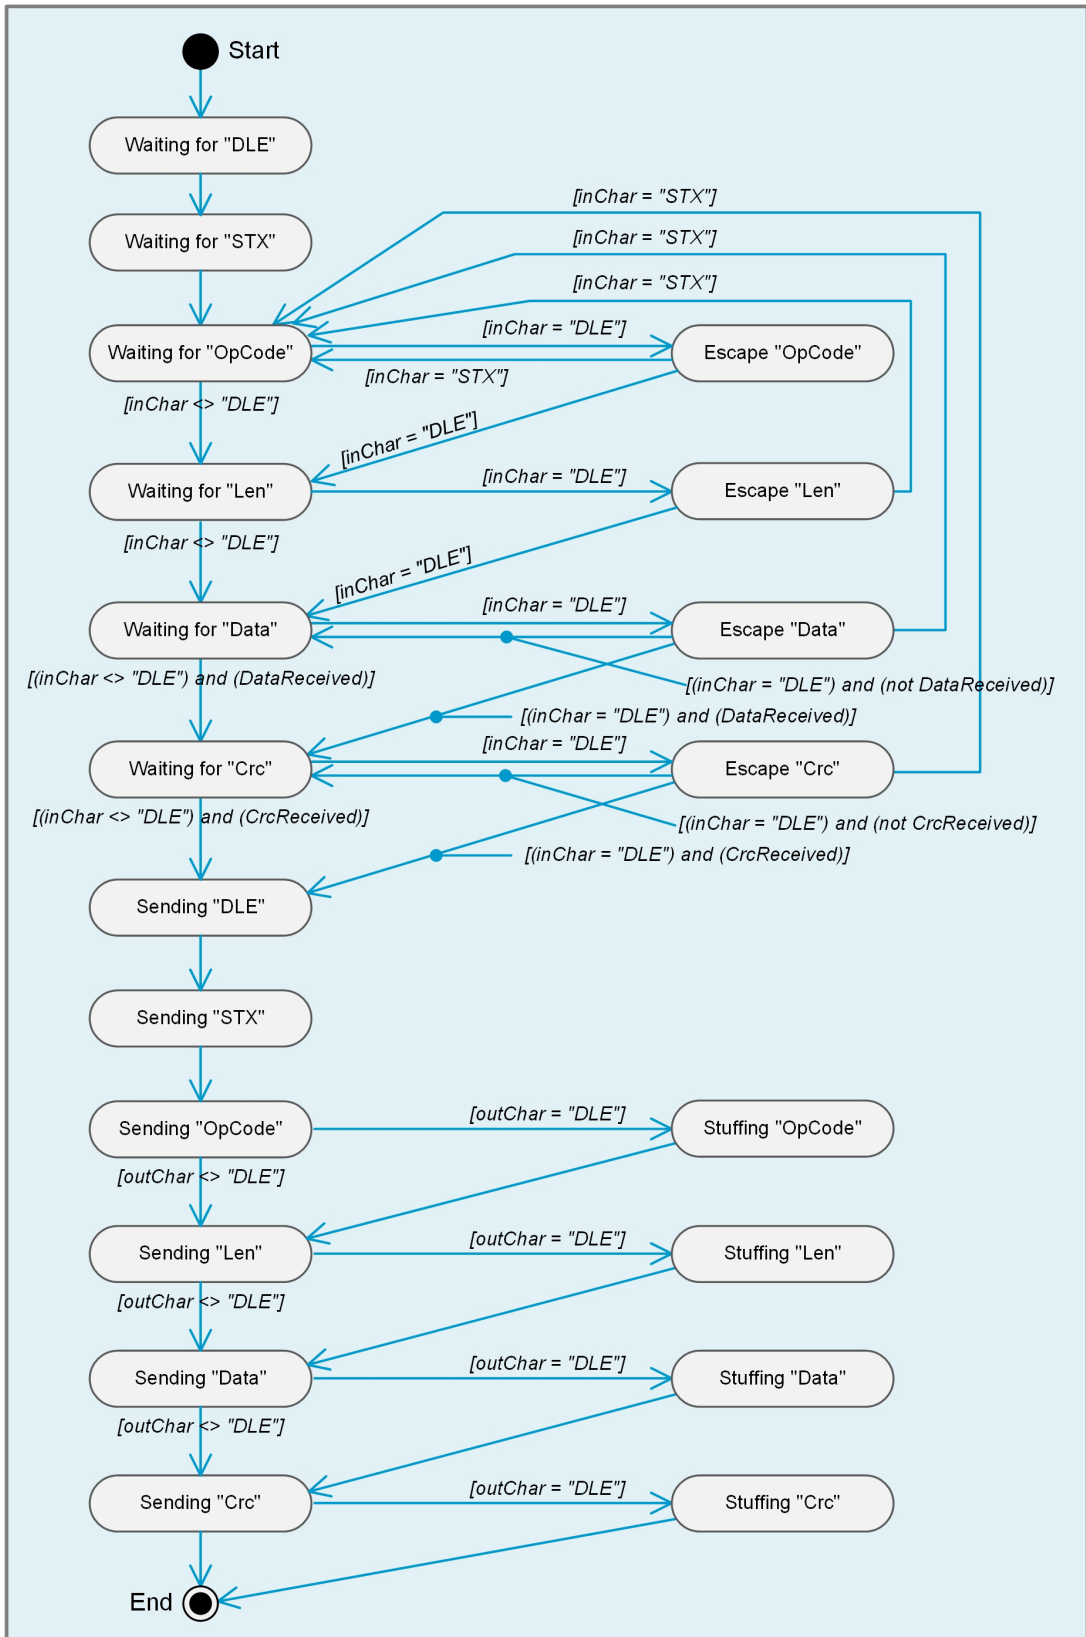 Start
Waiting for "DLE"
[inChar = "STX"]
Waiting for "STX"
[inChar = "STX"]
[inChar = "STX"]
[inChar = "DLE"]
Waiting for "OpCode"
Escape "OpCode"
[inChar = "STX"]
[inChar <> "DLE"]
[inChar = "DLE"]
[inChar = "DLE"]
Waiting for "Len"
Escape "Len"
[inChar <> "DLE"]
[inChar = "DLE"]
[inChar = "DLE"]
Waiting for "Data"
Escape "Data"
[(inChar <> "DLE") and (DataReceived)]
[(inChar = "DLE") and (not DataReceived)]
[(inChar = "DLE") and (DataReceived)]
[inChar = "DLE"]
Waiting for "Crc"
Escape "Crc"
[(inChar <> "DLE") and (CrcReceived)]
[(inChar = "DLE") and (not CrcReceived)]
[(inChar = "DLE") and (CrcReceived)]
Sending "DLE"
Sending "STX"
[outChar = "DLE"]
Sending "OpCode"
Stuffing "OpCode"
[outChar <> "DLE"]
[outChar = "DLE"]
Sending "Len"
Stuffing "Len"
[outChar <> "DLE"]
[outChar = "DLE"]
Sending "Data"
Stuffing "Data"
[outChar <> "DLE"]
[outChar = "DLE"]
Sending "Crc"
Stuffing "Crc"
End